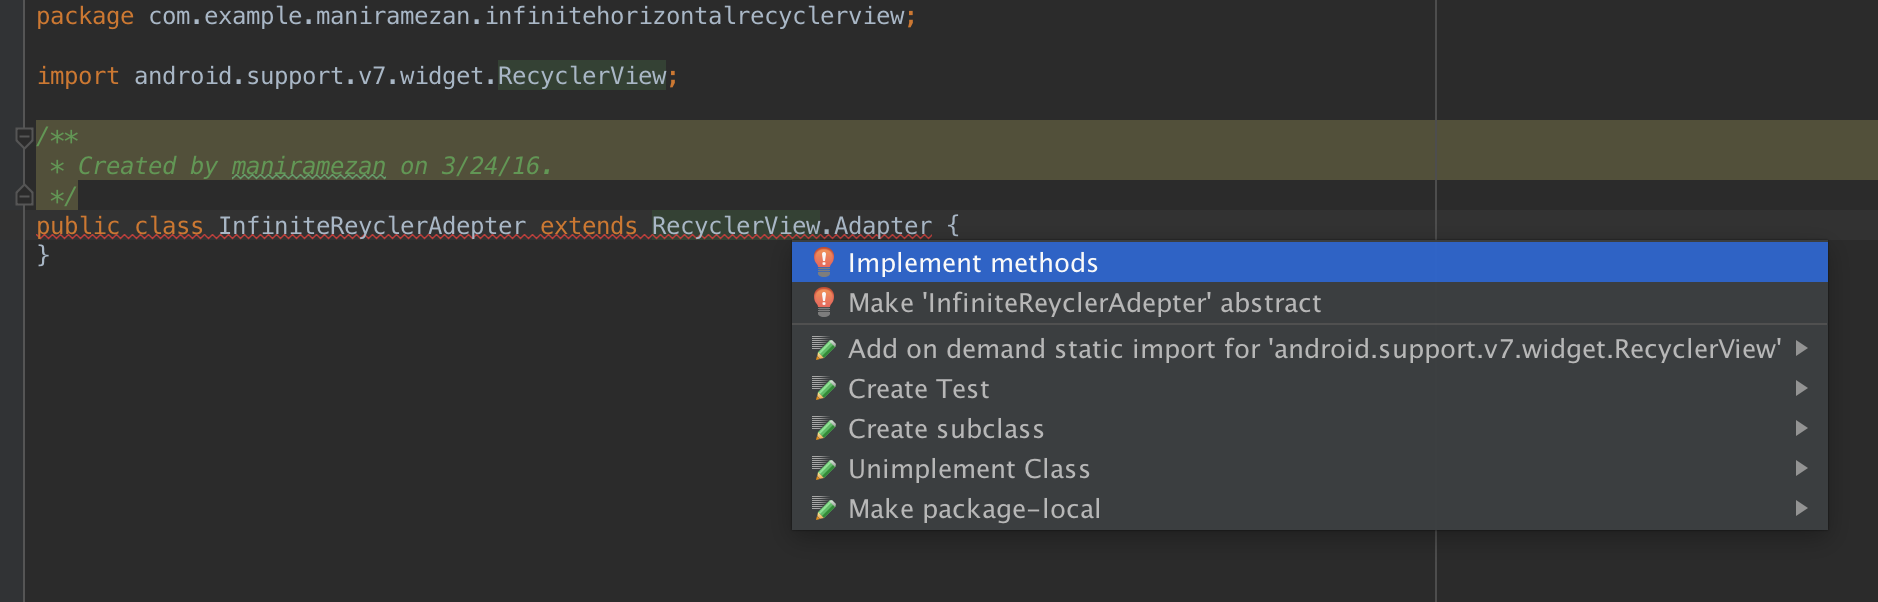 package com.example.maniramezan.infinitehorizontalrecyclerview;
import android.support.v7.widget.RecyclerView;
/**
* Created by maniramezan on 3/24/16.
*/
public class InfiniteReyclerAdepter extends RecyclerView.Adapter {
}
Implement methods
Make 'InfiniteReyclerAdepter' abstract
Add on demand static import for 'android.support.v7.widget.RecyclerView'
Create Test
Create subclass
Unimplement Class
Make package-local